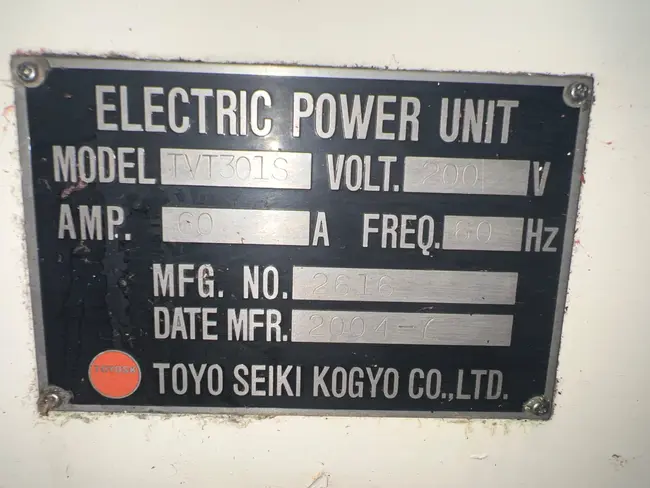 ELECTRIC POWER UNIT
MODEL TVT301S VOLT. 200 V
AMP. 60 A FREQ. 60 Hz
MFG. NO. 2616
DATE MFR. 2004-7
TOYO SEIKI KOGYO CO.,LTD.